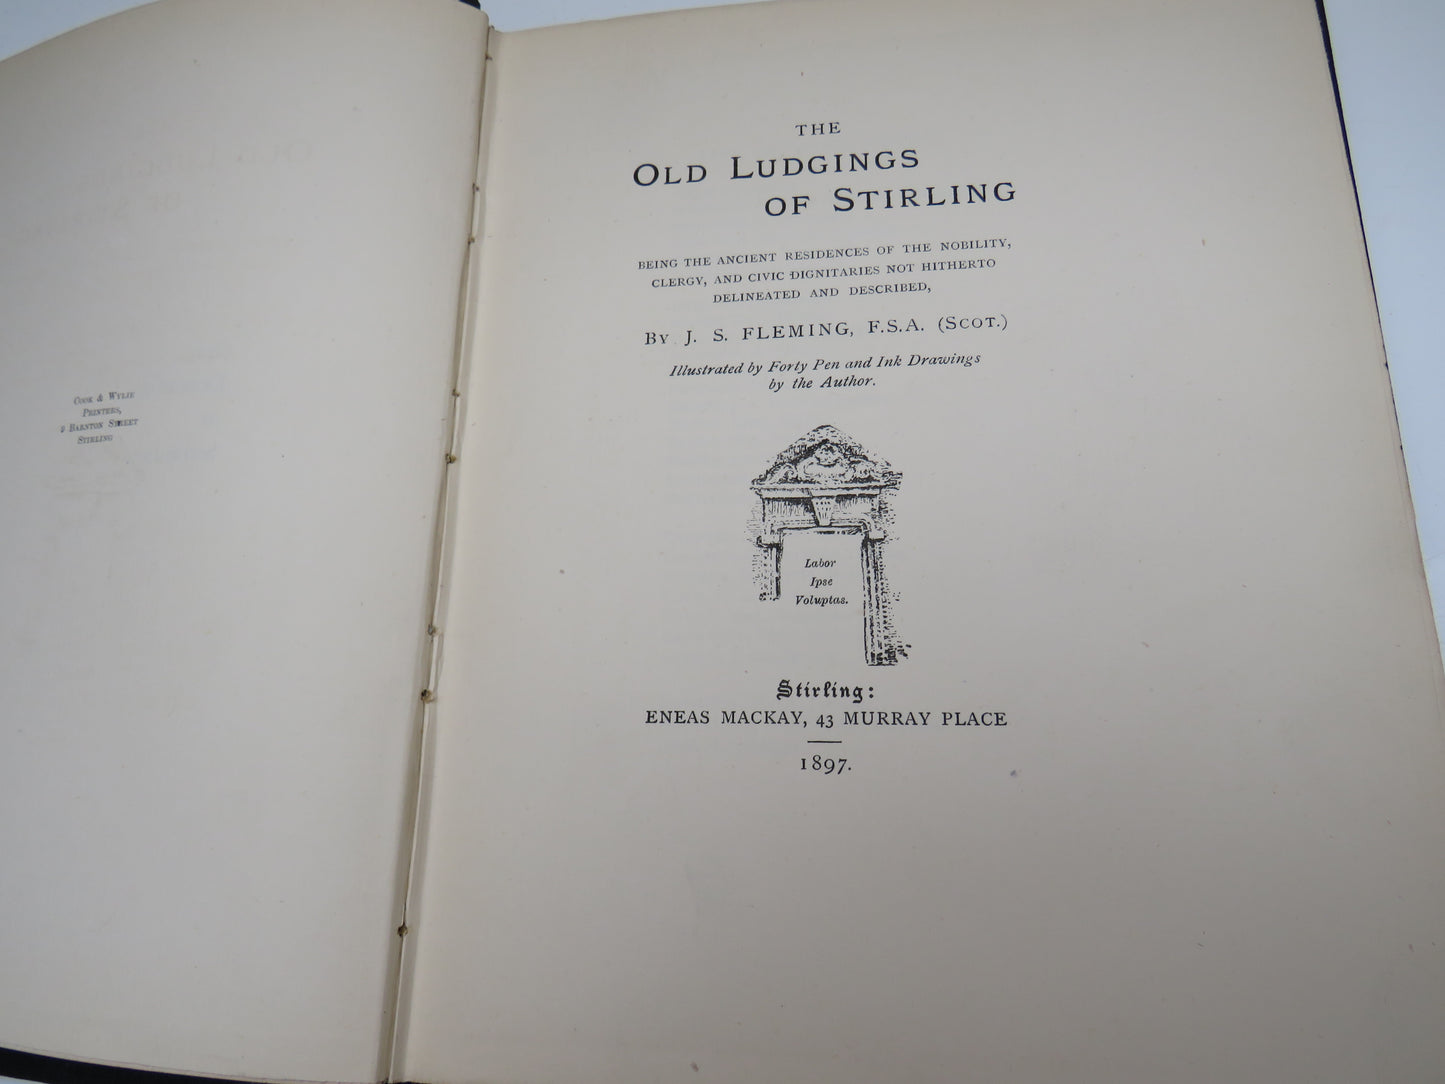 Cook & Wylie
Printers,
9 Barnton Street
Stirling
THE
OLD LUDGINGS
OF STIRLING
BEING THE ANCIENT RESIDENCES OF THE NOBILITY,
CLERGY, AND CIVIC DIGNITARIES NOT HITHERTO
DELINEATED AND DESCRIBED,
By J. S. FLEMING, F.S.A. (Scot.)
Illustrated by Forty Pen and Ink Drawings
by the Author.
Labor
Ipse
Voluptas.
Stirling:
ENEAS MACKAY, 43 MURRAY PLACE
1897.